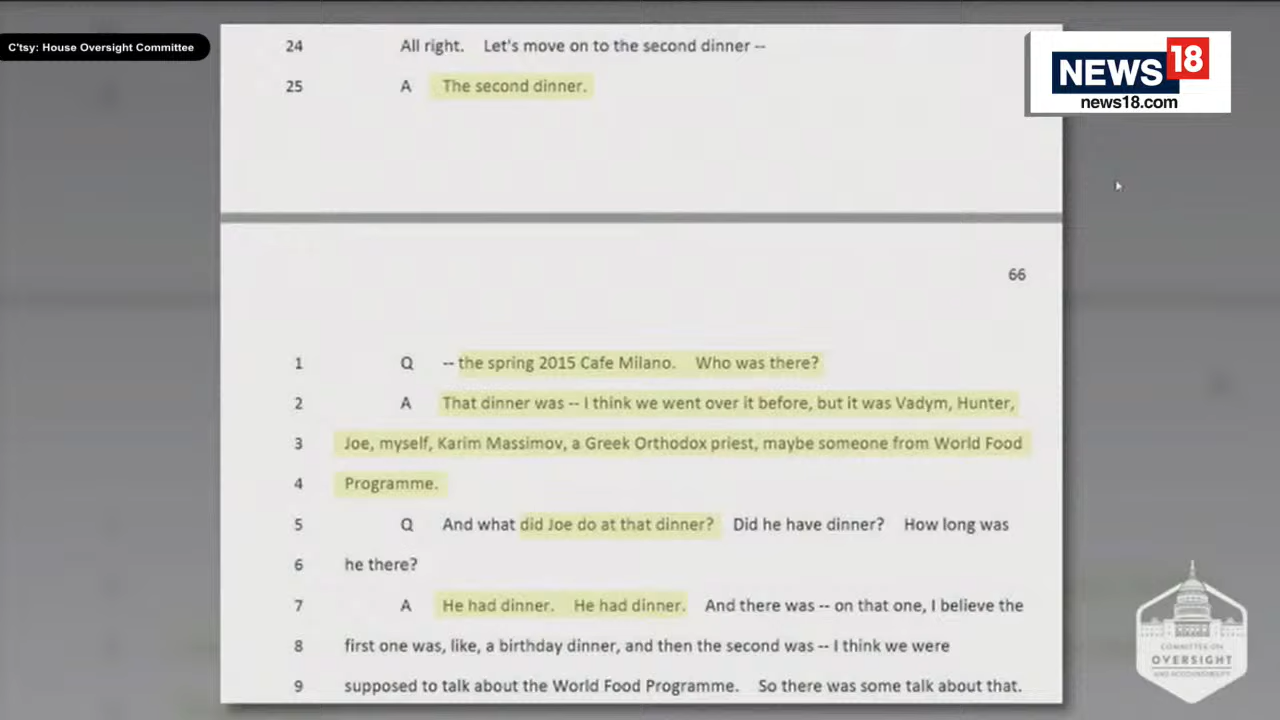 C'tsy: House Oversight Committee
NEWS 18
news18.com
24 All right. Let's move on to the second dinner --
25 A The second dinner.
66
1 Q -- the spring 2015 Cafe Milano. Who was there?
2 A That dinner was -- I think we went over it before, but it was Vadym, Hunter,
3 Joe, myself, Karim Massimov, a Greek Orthodox priest, maybe someone from World Food
4 Programme.
5 Q And what did Joe do at that dinner? Did he have dinner? How long was
6 he there?
7 A He had dinner. He had dinner. And there was -- on that one, I believe the
8 first one was, like, a birthday dinner, and then the second was -- I think we were
9 supposed to talk about the World Food Programme. So there was some talk about that.
COMMITTEE ON
OVERSIGHT
AND ACCOUNTABILITY